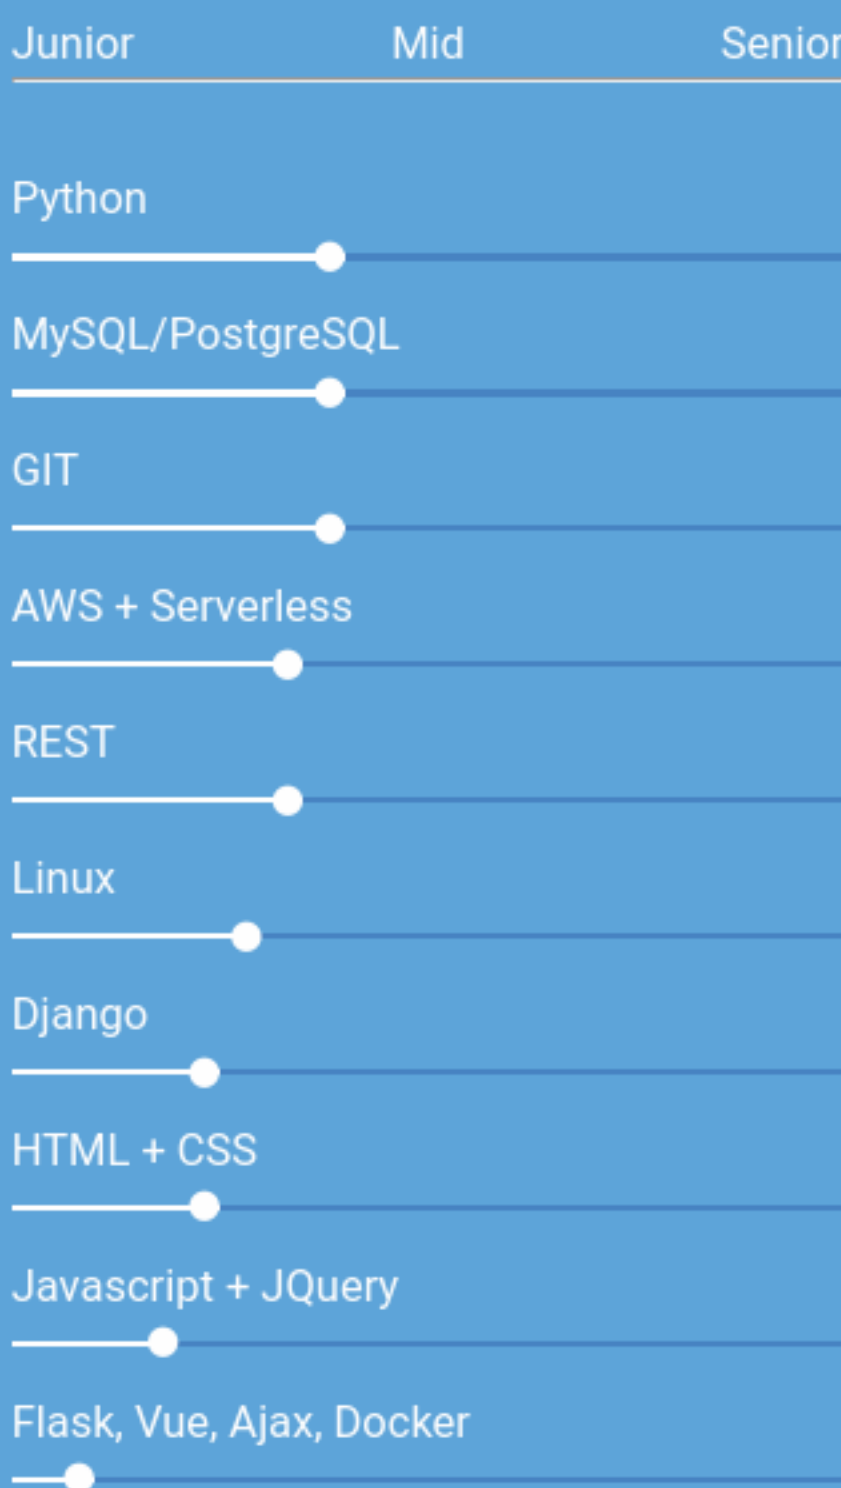 Junior Mid Senior
Python
MySQL/PostgreSQL
GIT
AWS + Serverless
REST
Linux
Django
HTML + CSS
Javascript + JQuery
Flask, Vue, Ajax, Docker